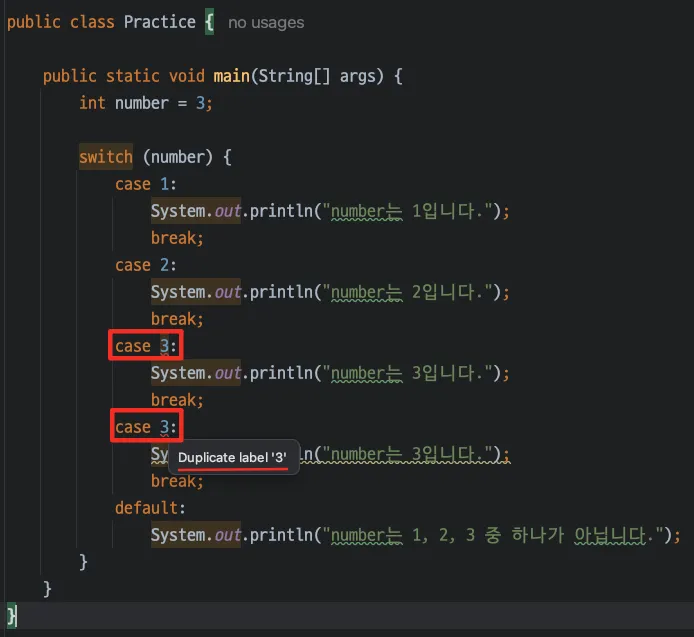 public class Practice {  no usages
public static void main(String[] args) {
int number = 3;
switch (number) {
case 1:
System.out.println("number는 1입니다.");
break;
case 2:
System.out.println("number는 2입니다.");
break;
case 3:
System.out.println("number는 3입니다.");
break;
case 3:
Sy Duplicate label '3' ln("number는 3입니다.");
break;
default:
System.out.println("number는 1, 2, 3 중 하나가 아닙니다.");
}
}
}